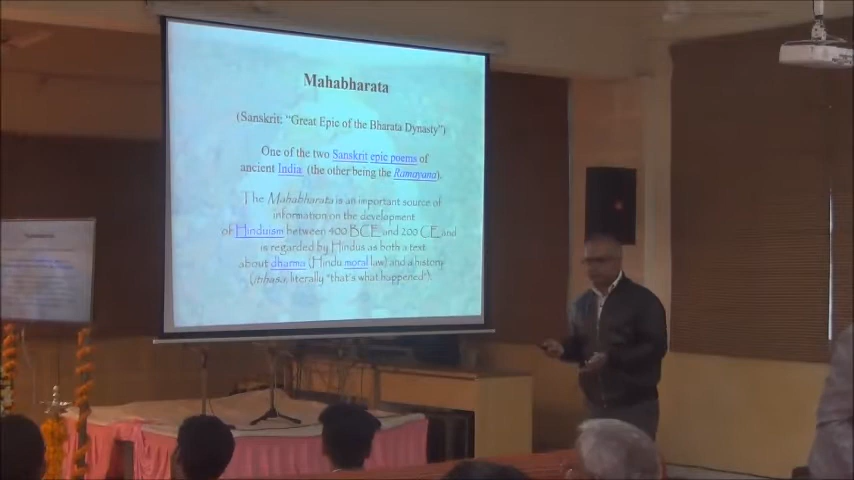 Mahabharata
(Sanskrit: "Great Epic of the Bharata Dynasty")
One of the two Sanskrit epic poems of
ancient India (the other being the Ramayana).
The Mahabharata is an important source of
information on the development
of Hinduism between 400 BCE and 200 CE and
is regarded by Hindus as both a text
about dharma (Hindu moral law) and a history
(itihasa, literally "that's what happened").